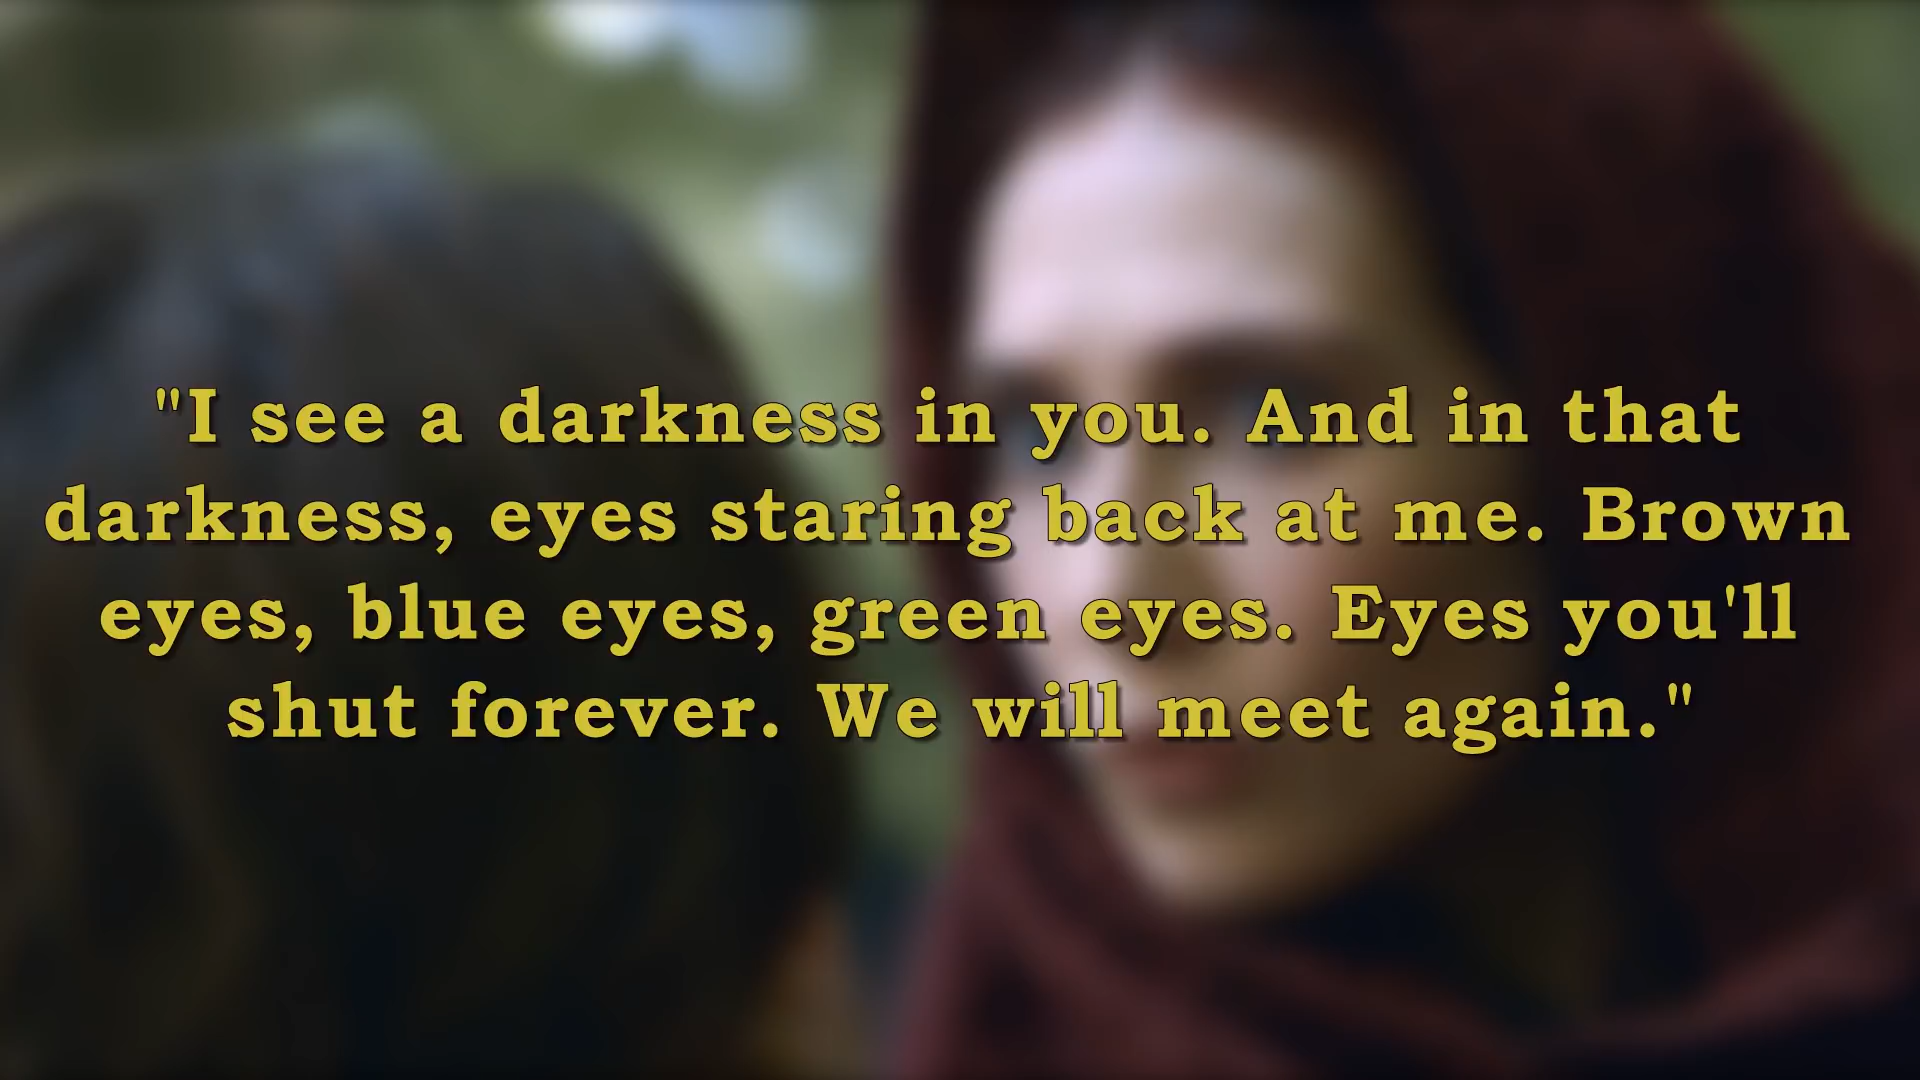 "I see a darkness in you. And in that
darkness, eyes staring back at me. Brown
eyes, blue eyes, green eyes. Eyes you'll
shut forever. We will meet again."